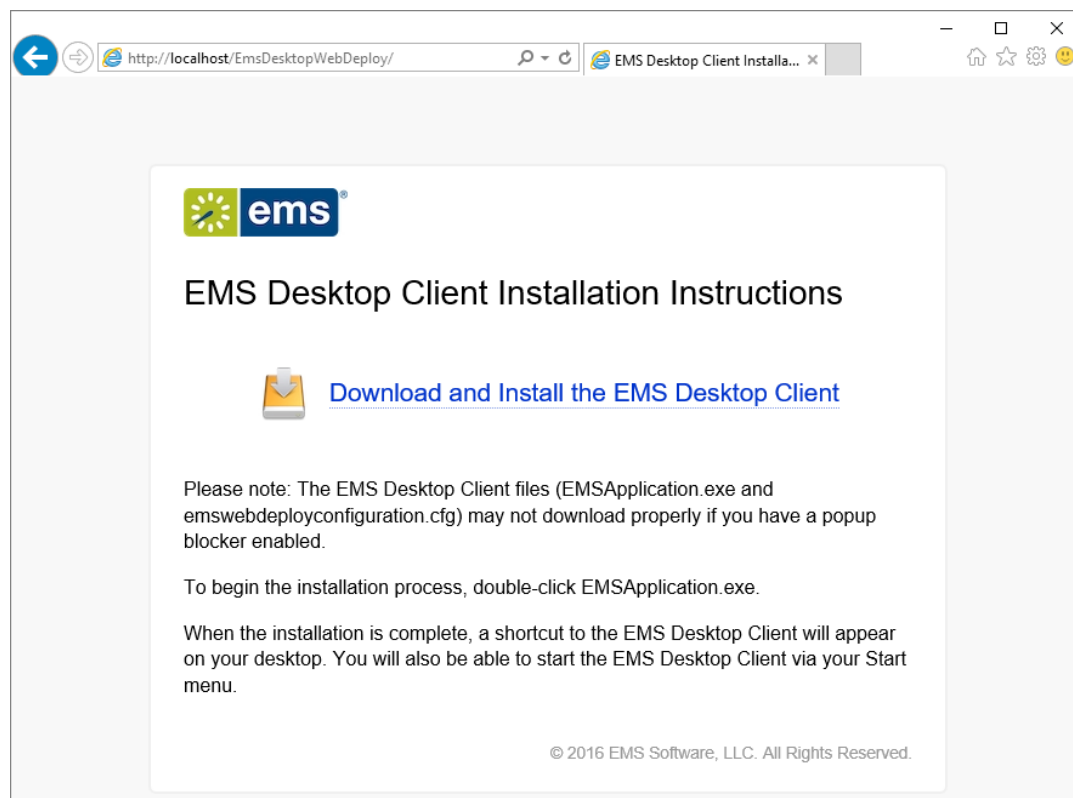 http://localhost/EmsDesktopWebDeploy/
EMS Desktop Client Installa...
ems®
EMS Desktop Client Installation Instructions
Download and Install the EMS Desktop Client
Please note: The EMS Desktop Client files (EMSApplication.exe and
emswebdeployconfiguration.cfg) may not download properly if you have a popup
blocker enabled.
To begin the installation process, double-click EMSApplication.exe.
When the installation is complete, a shortcut to the EMS Desktop Client will appear
on your desktop. You will also be able to start the EMS Desktop Client via your Start
menu.
© 2016 EMS Software, LLC. All Rights Reserved.